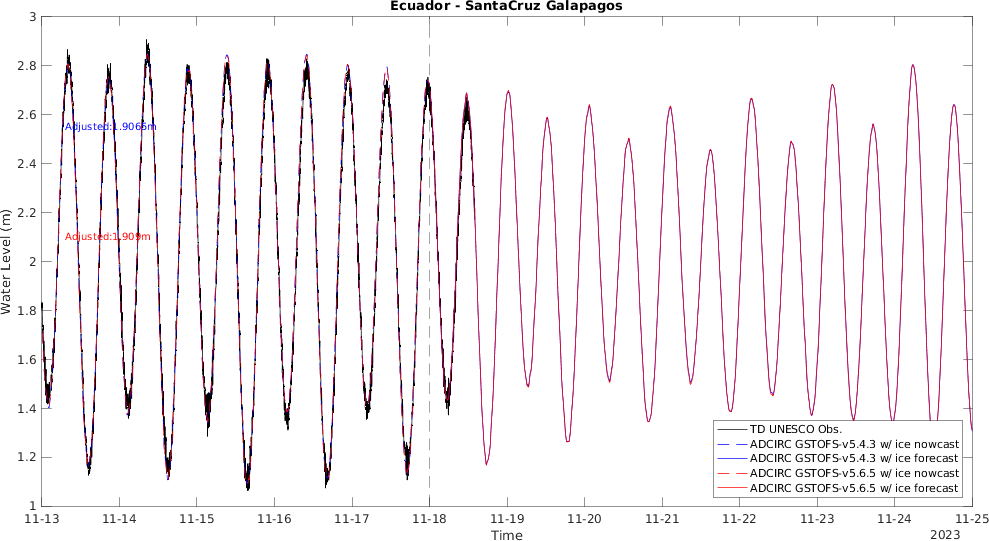 Ecuador - SantaCruz Galapagos
3
2.8
2.6
2.4
2.2
2
1.8
1.6
1.4
1.2
1
Water Level (m)
Adjusted:1.9065m
Adjusted:1.909m
TD UNESCO Obs.
ADCIRC GSTOFS-v5.4.3 w/ ice nowcast
ADCIRC GSTOFS-v5.4.3 w/ ice forecast
ADCIRC GSTOFS-v5.6.5 w/ ice nowcast
ADCIRC GSTOFS-v5.6.5 w/ ice forecast
11-13 11-14 11-15 11-16 11-17 11-18 11-19 11-20 11-21 11-22 11-23 11-24 11-25
Time
2023